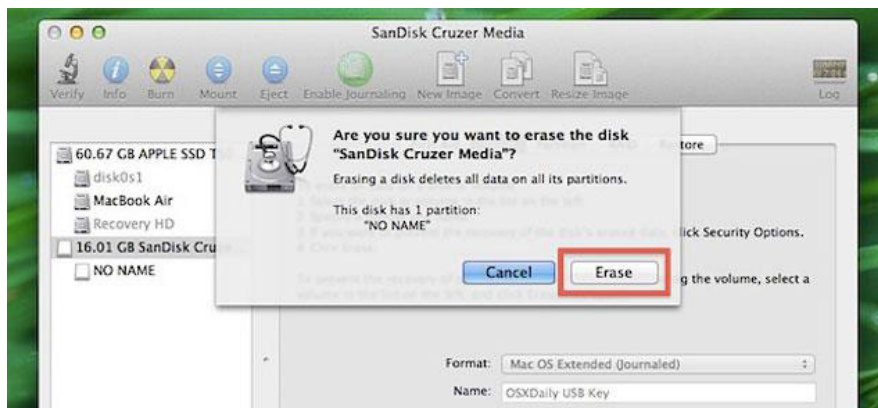 SanDisk Cruzer Media
Verify Info Burn Mount Eject Enable Journaling New Image Convert Resize Image Log
Are you sure you want to erase the disk
"SanDisk Cruzer Media"?
Erasing a disk deletes all data on all its partitions.
This disk has 1 partition:
"NO NAME"
Cancel Erase
60.67 GB APPLE SSD T
disk0s1
MacBook Air
Recovery HD
16.01 GB SanDisk Cru
NO NAME
tore
lick Security Options.
g the volume, select a
Format: Mac OS Extended (Journaled)
Name: OSXDaily USB Key